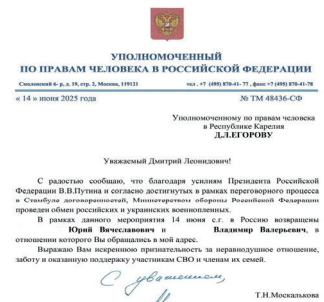 УПОЛНОМОЧЕННЫЙ
ПО ПРАВАМ ЧЕЛОВЕКА В РОССИЙСКОЙ ФЕДЕРАЦИИ
Смоленский б-р, д. 19, стр. 2, Москва, 119121 тел. +7 (495) 870-41-77, факс +7 (495) 870-41-78
« 14 » июня 2025 года № ТМ 48436-СФ
Уполномоченному по правам человека
в Республике Карелия
Д.Л.ЕГОРОВУ
Уважаемый Дмитрий Леонидович!
С радостью сообщаю, что благодаря усилиям Президента Российской
Федерации В.В.Путина и согласно достигнутых в рамках переговорного процесса
в Стамбуле договоренностей, Министерством обороны Российской Федерации
проведен обмен российских и украинских военнопленных.
В рамках данного мероприятия 14 июня с.г. в Россию возвращены
Юрий Вячеславович и Владимир Валерьевич, в
отношении которого Вы обращались в мой адрес.
Выражаю Вам искреннюю признательность за неравнодушное отношение,
заботу и оказанную поддержку участникам СВО и членам их семей.
С уважением,
Т.Н.Москалькова